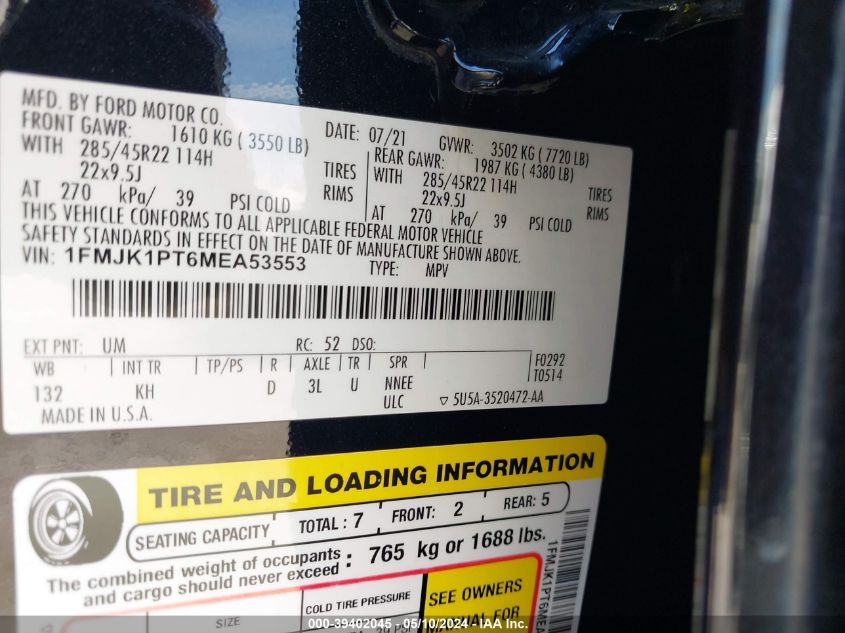 MFD. BY FORD MOTOR CO.
DATE: 07/21 GVWR: 3502 KG ( 7720 LB)
FRONT GAWR: 1610 KG ( 3550 LB) REAR GAWR: 1987 KG ( 4380 LB)
WITH 285/45R22 114H TIRES WITH 285/45R22 114H TIRES
22x9.5J RIMS 22x9.5J RIMS
AT 270 kPa/ 39 PSI COLD AT 270 kPa/ 39 PSI COLD
THIS VEHICLE CONFORMS TO ALL APPLICABLE FEDERAL MOTOR VEHICLE
SAFETY STANDARDS IN EFFECT ON THE DATE OF MANUFACTURE SHOWN ABOVE.
VIN: 1FMJK1PT6MEA53553 TYPE: MPV
EXT PNT: UM RC: 52 DSO:
WB INT TR TP/PS R AXLE TR SPR F0292
132 KH D 3L U NNEE T0514
ULC ▽ 5U5A-3520472-AA
MADE IN U.S.A.
TIRE AND LOADING INFORMATION
SEATING CAPACITY TOTAL : 7 FRONT: 2 REAR: 5
The combined weight of occupants and cargo should never exceed : 765 kg or 1688 lbs.
SIZE COLD TIRE PRESSURE SEE OWNERS
MANUAL FOR
1FMJK1PT6MEA
000-39402045 - 05/10/2024 - IAA Inc.